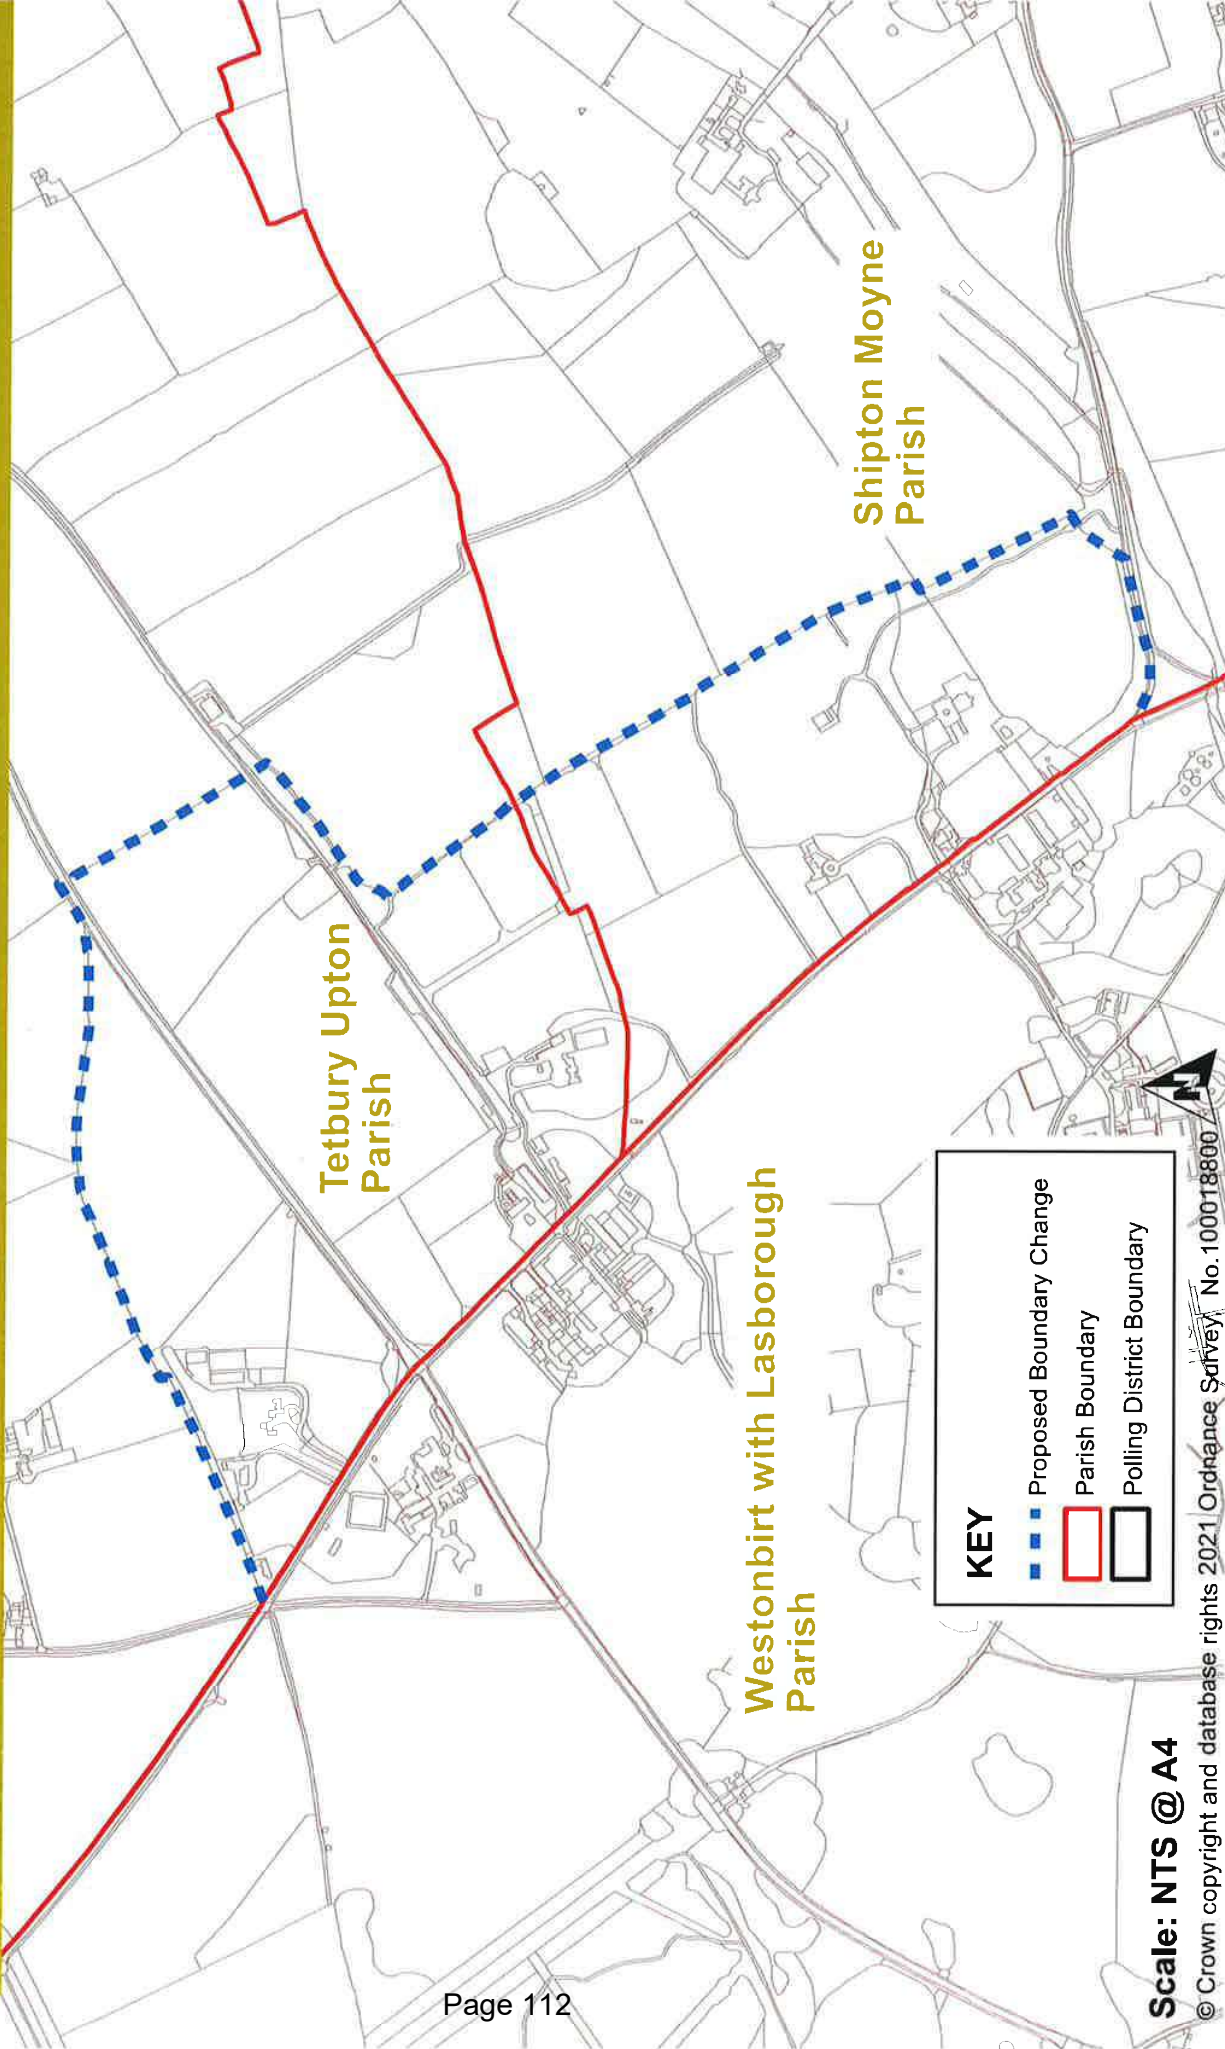 Tetbury Upton
Parish
Shipton Moyne
Parish
Westonbirt with Lasborough
Parish
KEY
Proposed Boundary Change
Parish Boundary
Polling District Boundary
N
Scale: NTS @ A4
© Crown copyright and database rights 2021 Ordnance Survey, No.100018800
Page 112